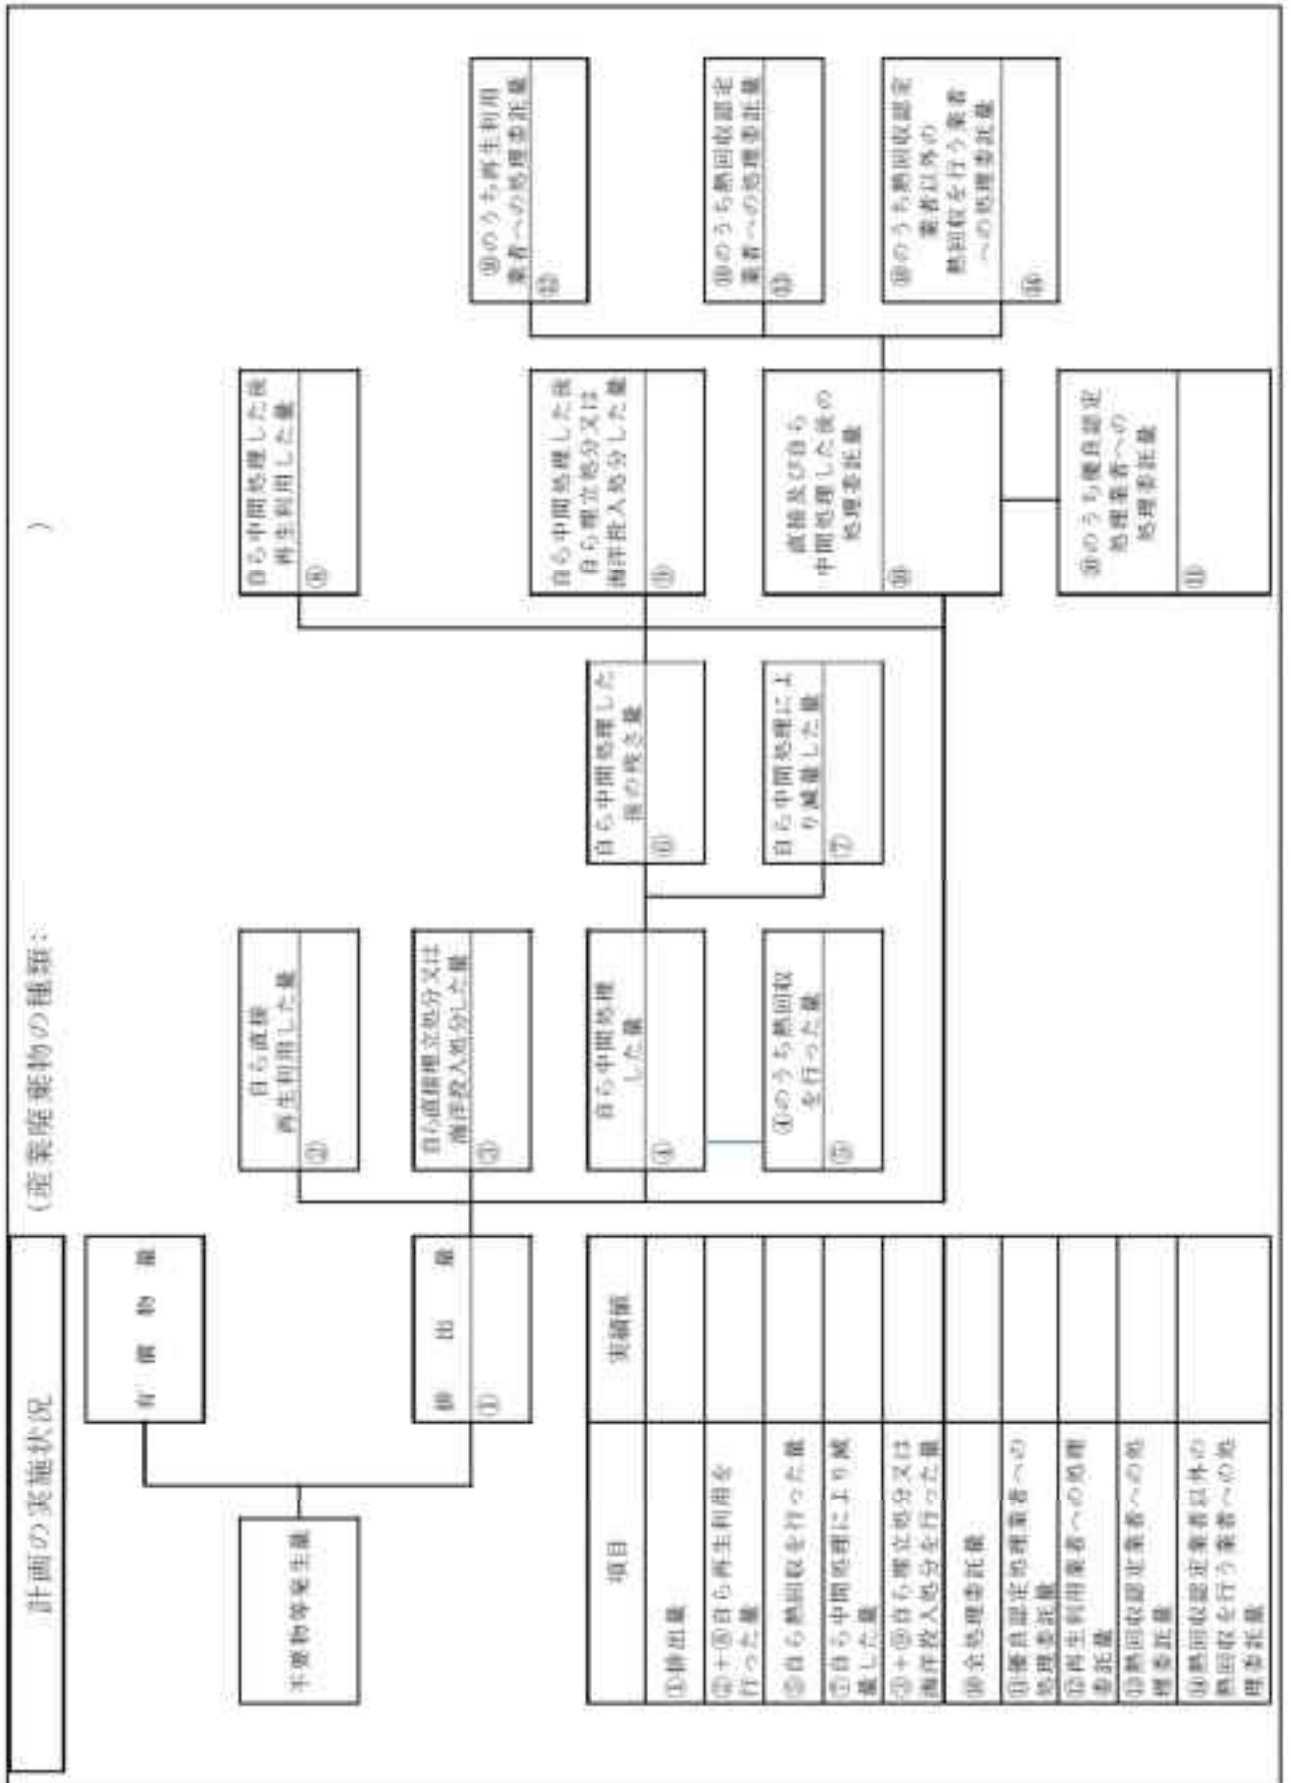 計画の実施状況
（産業廃棄物の種類： ）
有 償 物 量
不要物等発生量
排 出 量
①
自ら直接
再生利用した量
②
自ら直接埋立処分又は
海洋投入処分した量
③
自ら中間処理
した量
④
④のうち熱回収
を行った量
⑤
自ら中間処理した
後の残さ量
⑥
自ら中間処理によ
り減量した量
⑦
自ら中間処理した後
再生利用した量
⑧
自ら中間処理した後
自ら埋立処分又は
海洋投入処分した量
⑨
直接及び自ら
中間処理した後の
処理委託量
⑩
⑩のうち優良認定
処理業者への
処理委託量
⑪
⑩のうち再生利用
業者への処理委託量
⑫
⑩のうち熱回収認定
業者への処理委託量
⑬
⑩のうち熱回収認定
業者以外の
熱回収を行う業者
への処理委託量
⑭
項目 実績値
①排出量
②＋⑧自ら再生利用を
行った量
⑤自ら熱回収を行った量
⑦自ら中間処理により減
量した量
③＋⑨自ら埋立処分又は
海洋投入処分を行った量
⑩全処理委託量
⑪優良認定処理業者への
処理委託量
⑫再生利用業者への処理
委託量
⑬熱回収認定業者への処
理委託量
⑭熱回収認定業者以外の
熱回収を行う業者への処
理委託量